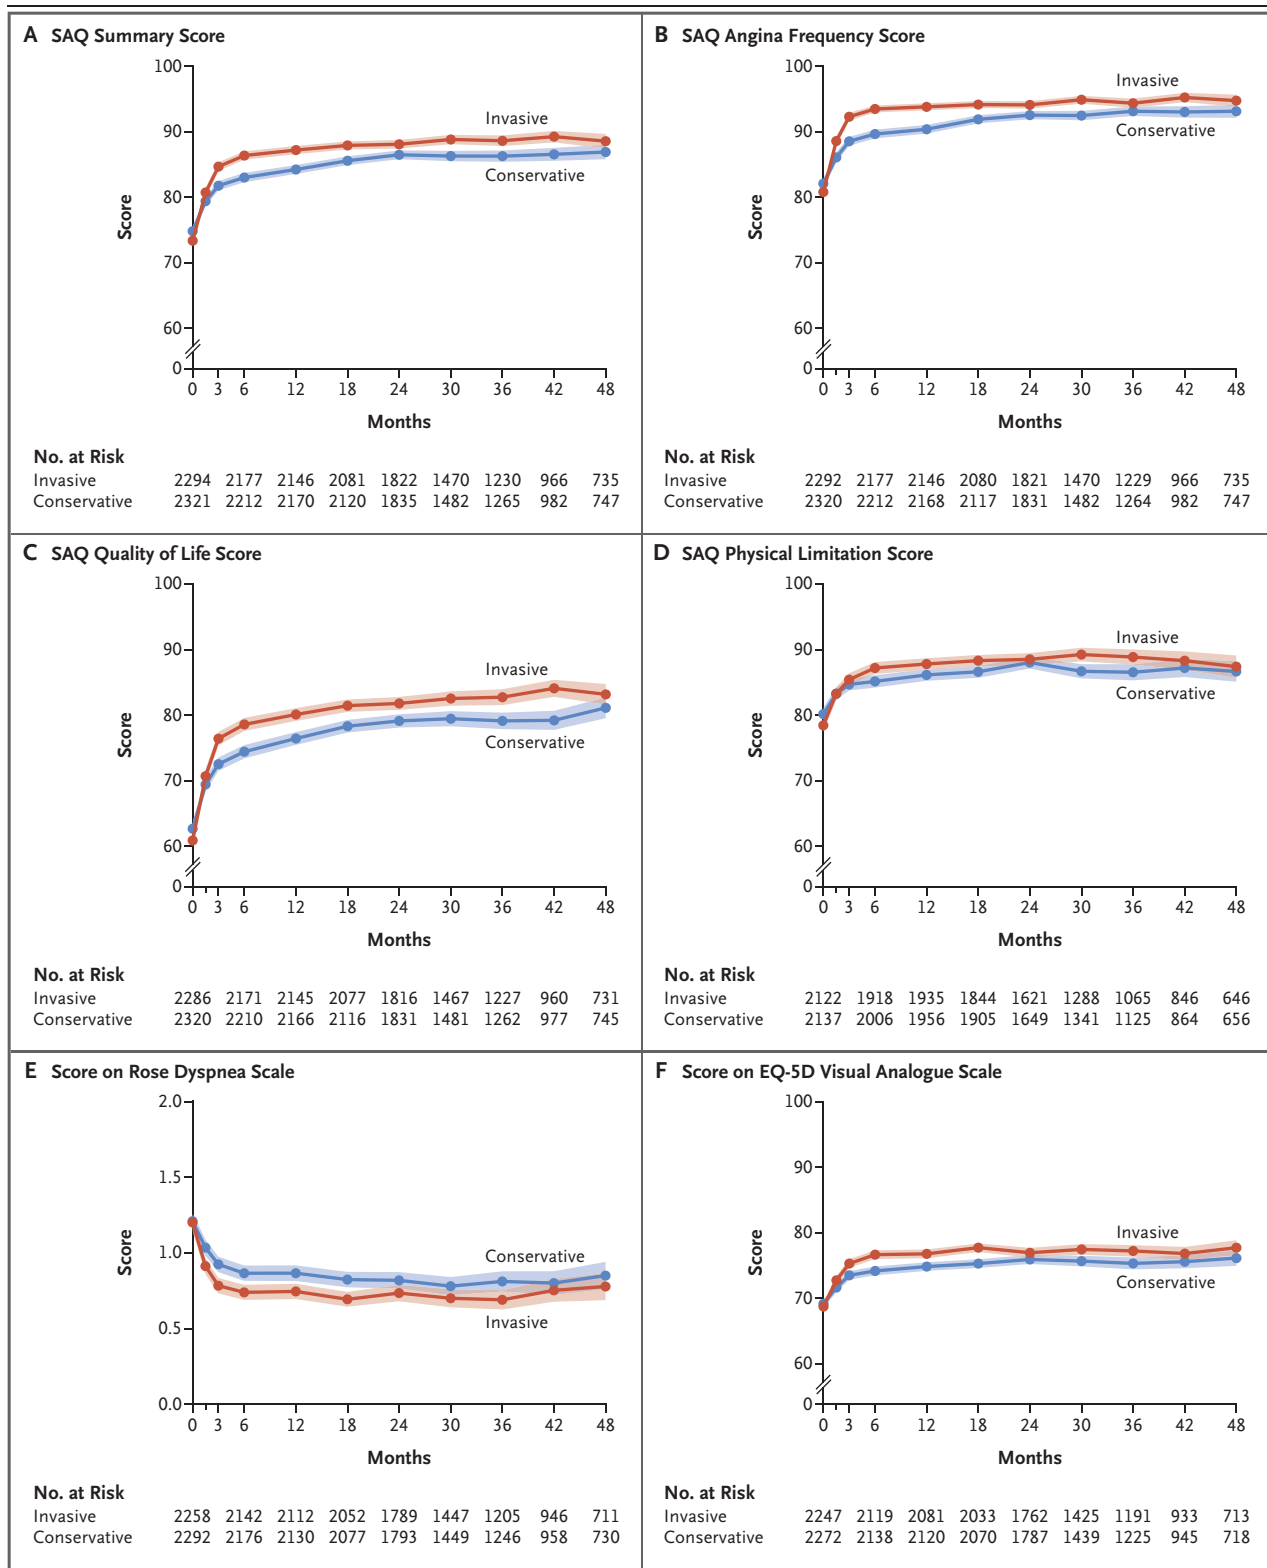 A SAQ Summary Score
100
90
80
70
60
0
Score
Invasive
Conservative
0 3 6 12 18 24 30 36 42 48
Months
No. at Risk
Invasive 2294 2177 2146 2081 1822 1470 1230 966 735
Conservative 2321 2212 2170 2120 1835 1482 1265 982 747
B SAQ Angina Frequency Score
100
90
80
70
60
0
Score
Invasive
Conservative
0 3 6 12 18 24 30 36 42 48
Months
No. at Risk
Invasive 2292 2177 2146 2080 1821 1470 1229 966 735
Conservative 2320 2212 2168 2117 1831 1482 1264 982 747
C SAQ Quality of Life Score
100
90
80
70
60
0
Score
Invasive
Conservative
0 3 6 12 18 24 30 36 42 48
Months
No. at Risk
Invasive 2286 2171 2145 2077 1816 1467 1227 960 731
Conservative 2320 2210 2166 2116 1831 1481 1262 977 745
D SAQ Physical Limitation Score
100
90
80
70
60
0
Score
Invasive
Conservative
0 3 6 12 18 24 30 36 42 48
Months
No. at Risk
Invasive 2122 1918 1935 1844 1621 1288 1065 846 646
Conservative 2137 2006 1956 1905 1649 1341 1125 864 656
E Score on Rose Dyspnea Scale
2.0
1.5
1.0
0.5
0.0
Score
Conservative
Invasive
0 3 6 12 18 24 30 36 42 48
Months
No. at Risk
Invasive 2258 2142 2112 2052 1789 1447 1205 946 711
Conservative 2292 2176 2130 2077 1793 1449 1246 958 730
F Score on EQ-5D Visual Analogue Scale
100
90
80
70
60
0
Score
Invasive
Conservative
0 3 6 12 18 24 30 36 42 48
Months
No. at Risk
Invasive 2247 2119 2081 2033 1762 1425 1191 933 713
Conservative 2272 2138 2120 2070 1787 1439 1225 945 718